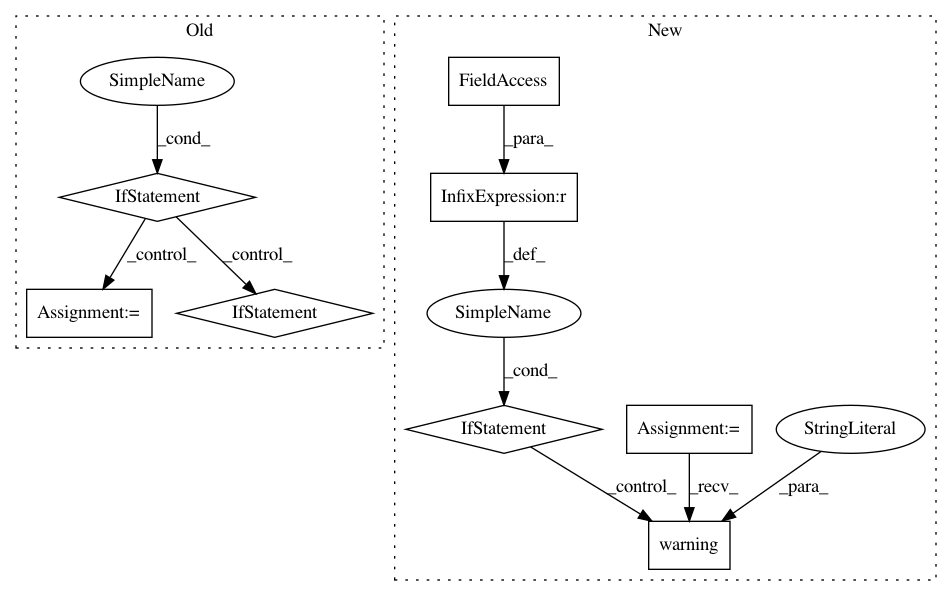 Old
New
SimpleName
FieldAccess
_cond_
_para_
IfStatement
InfixExpression:r
_control_
_control_
_def_
Assignment:=
IfStatement
SimpleName
_cond_
IfStatement
Assignment:=
StringLiteral
_control_
_recv_
_para_
warning